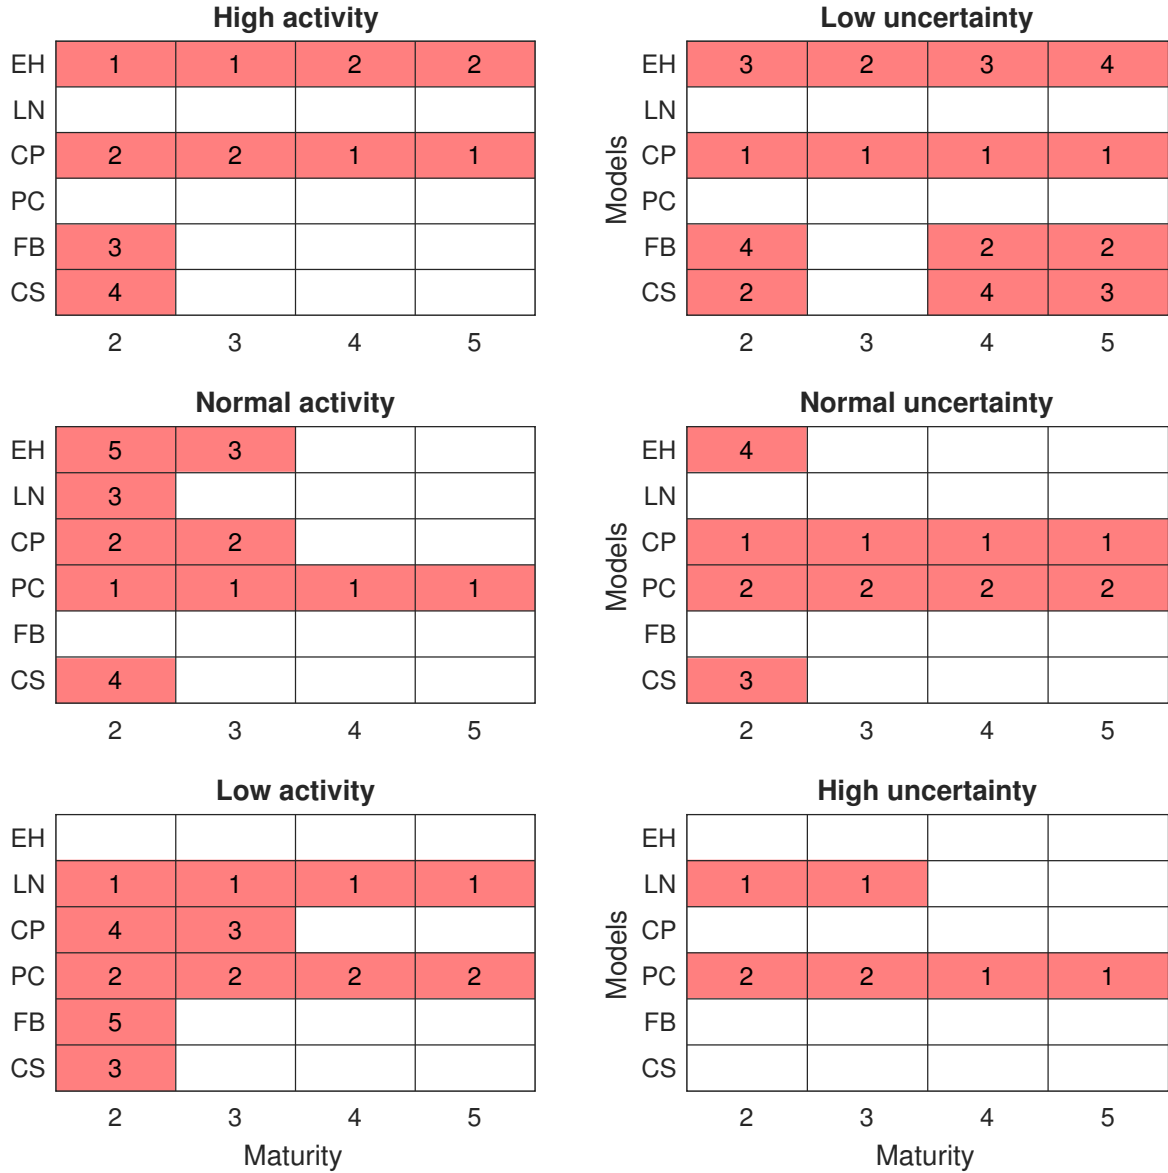 High activity
EH 1 1 2 2
LN
CP 2 2 1 1
PC
FB 3
CS 4
2 3 4 5
Low uncertainty
Models
EH 3 2 3 4
LN
CP 1 1 1 1
PC
FB 4 2 2
CS 2 4 3
2 3 4 5
Normal activity
EH 5 3
LN 3
CP 2 2
PC 1 1 1 1
FB
CS 4
2 3 4 5
Normal uncertainty
Models
EH 4
LN
CP 1 1 1 1
PC 2 2 2 2
FB
CS 3
2 3 4 5
Low activity
EH
LN 1 1 1 1
CP 4 3
PC 2 2 2 2
FB 5
CS 3
2 3 4 5
Maturity
High uncertainty
Models
EH
LN 1 1
CP
PC 2 2 1 1
FB
CS
2 3 4 5
Maturity